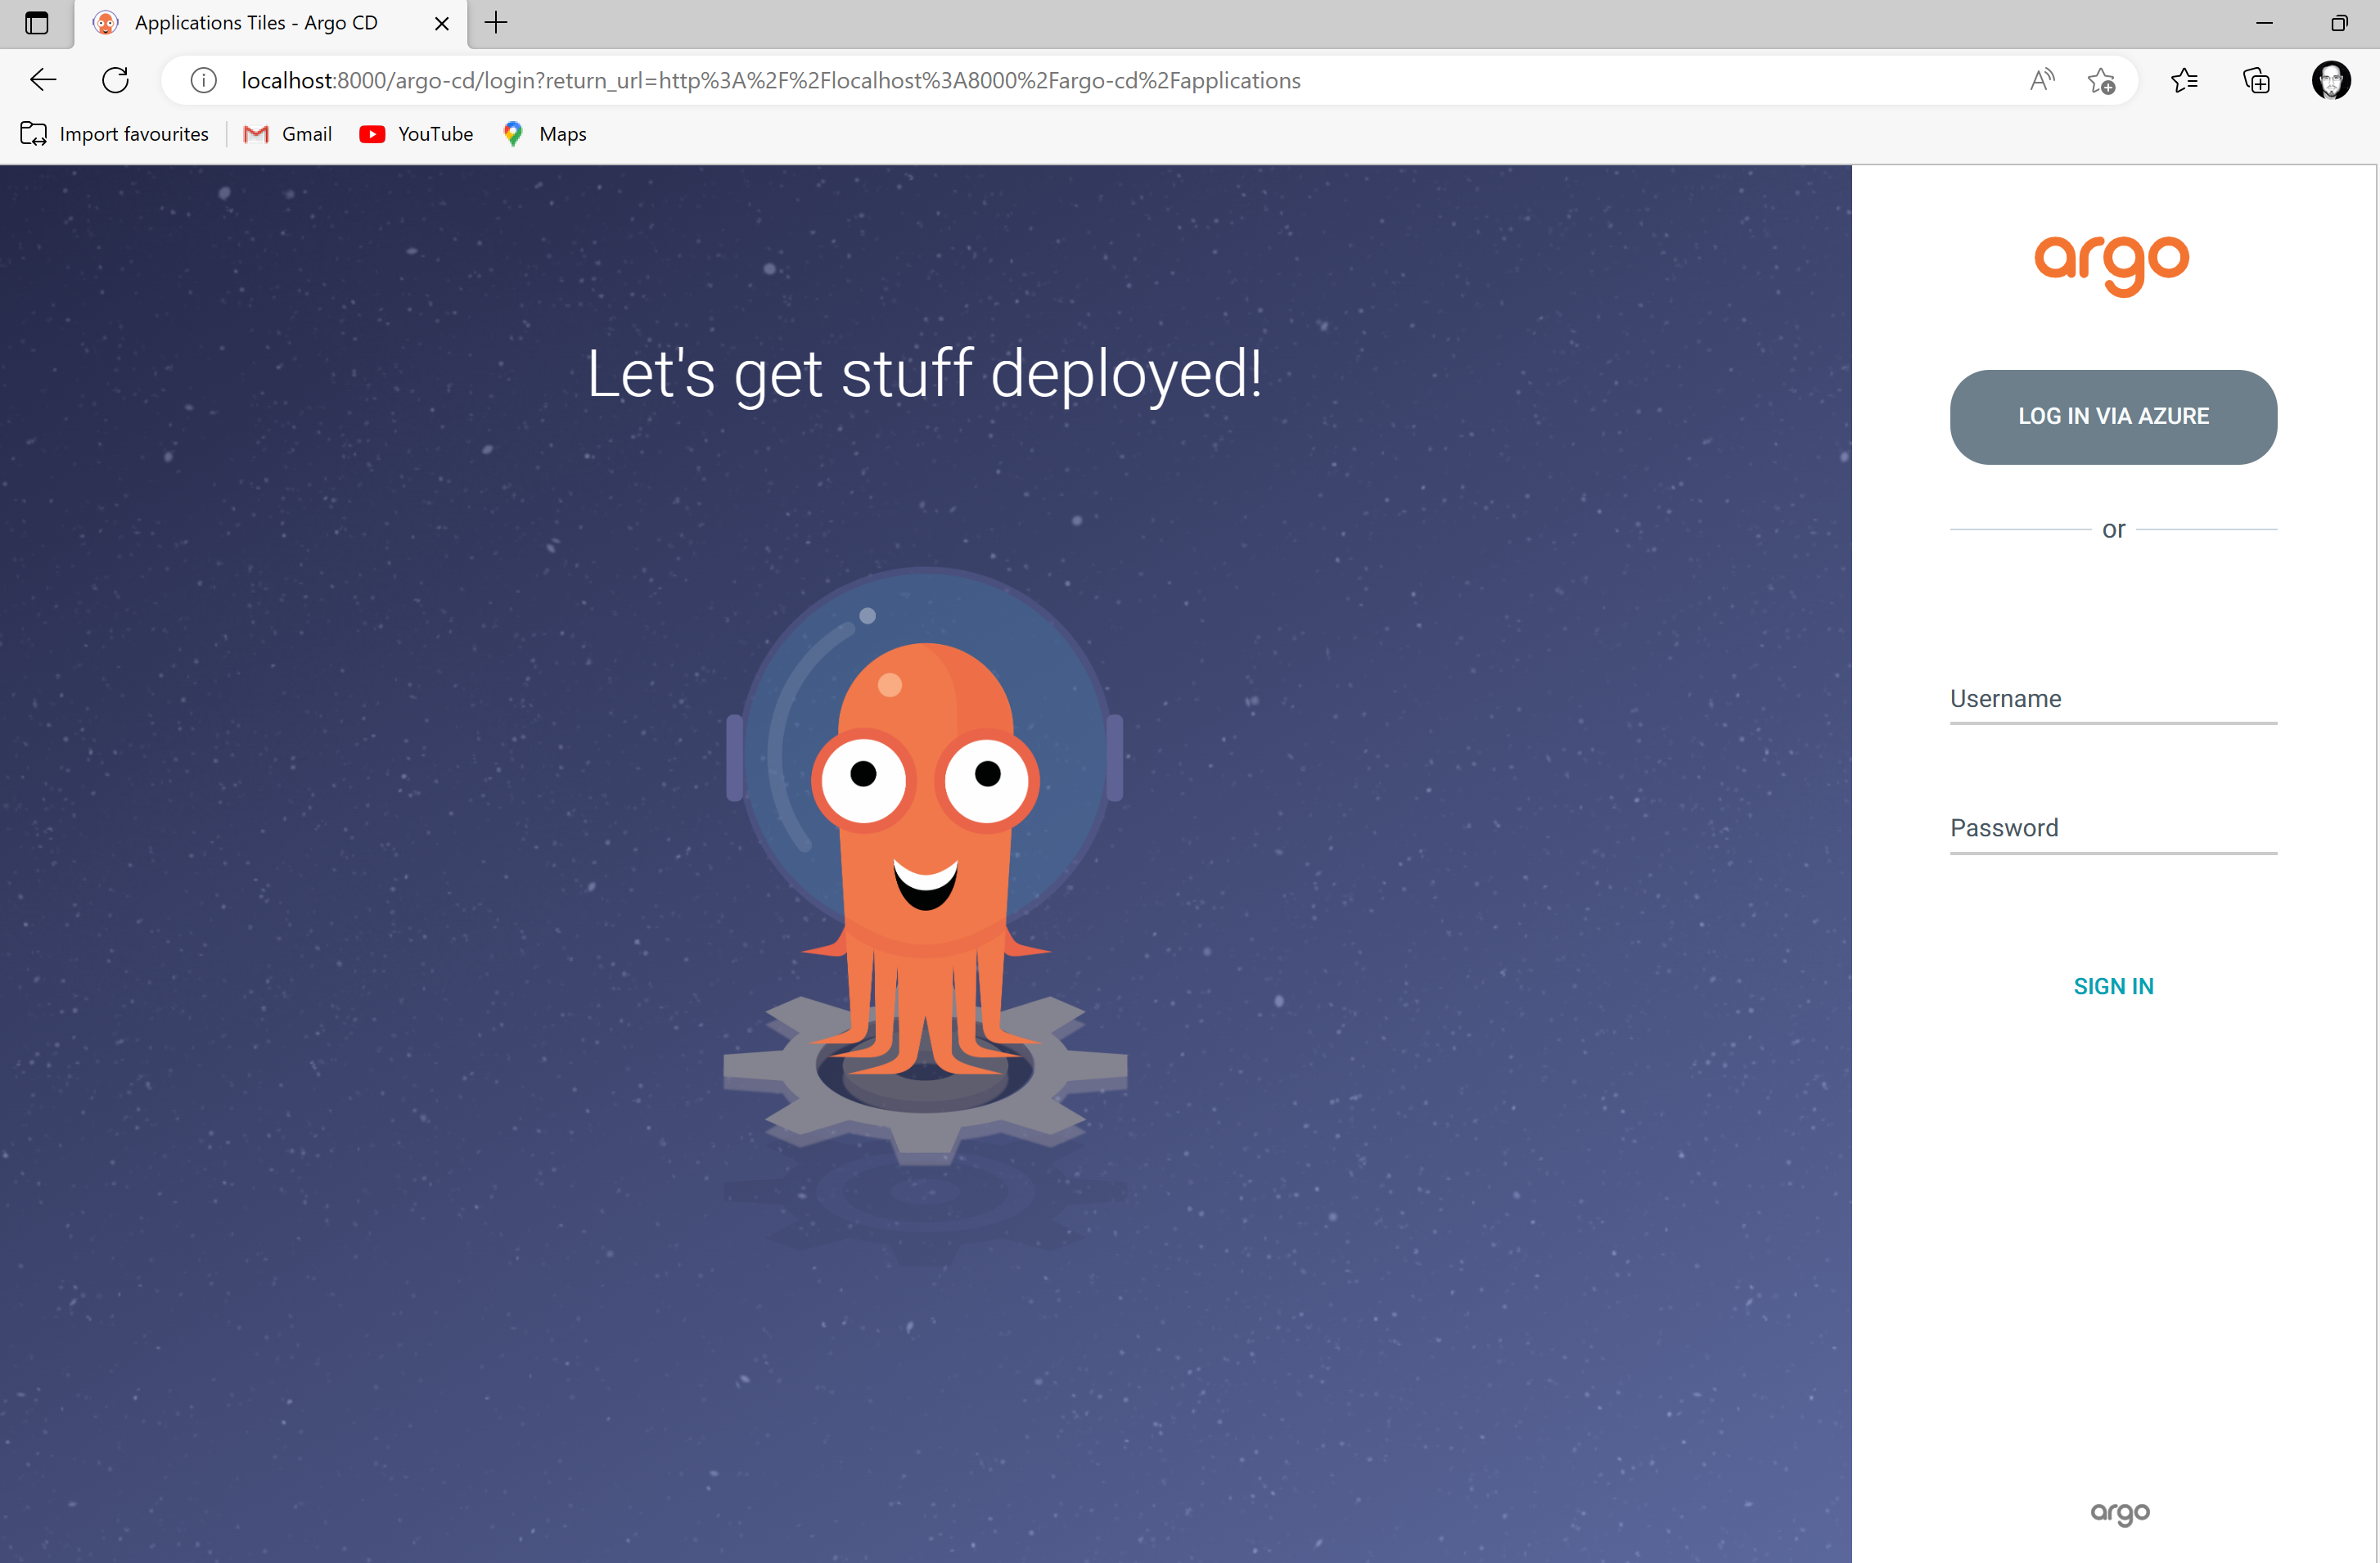 Applications Tiles - Argo CD
localhost:8000/argo-cd/login?return_url=http%3A%2F%2Flocalhost%3A8000%2Fargo-cd%2Fapplications
Import favourites
Gmail
YouTube
Maps
Let's get stuff deployed!
argo
LOG IN VIA AZURE
or
Username
Password
SIGN IN
argo